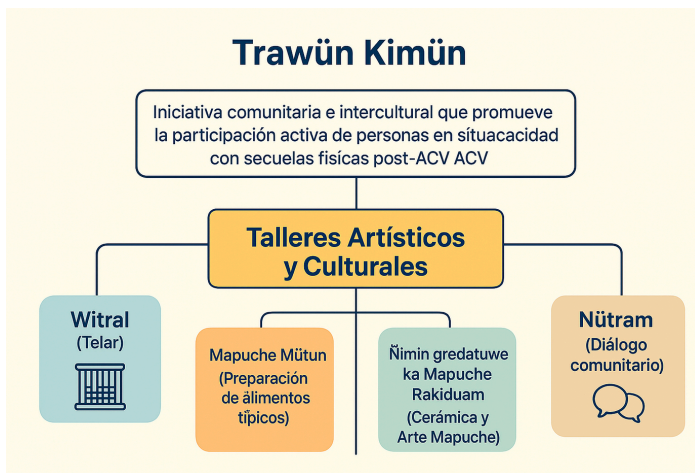 Trawün Kimün
Iniciativa comunitaria e intercultural que promueve
la participación activa de personas en sítuacacidad
con secuelas fisícas post-ACV ACV
Talleres Artísticos
y Culturales
Witral
(Telar)
Mapuche Mütun
(Preparación
de älimentos
típicos)
Ñimin gredatuwe
ka Mapuche
Rakiduam
(Cerámica y
Arte Mapuche)
Nütram
(Diálogo
comunitario)